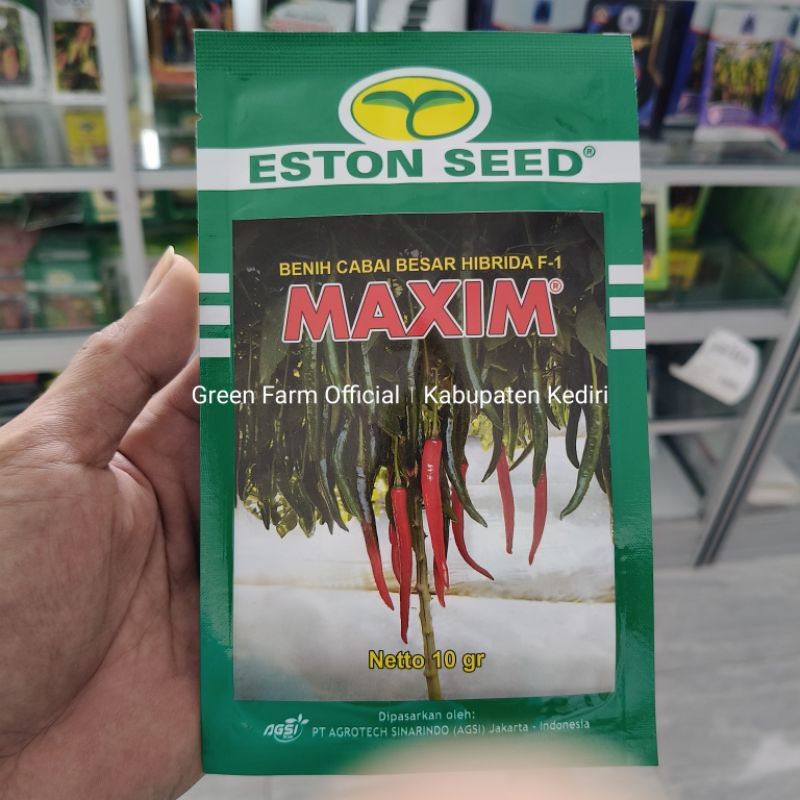 ESTON SEED®
BENIH CABAI BESAR HIBRIDA F-1
MAXIM®
Green Farm Official | Kabupaten Kediri
Netto 10 gr
Dipasarkan oleh:
AGSI PT AGROTECH SINARINDO (AGSI) Jakarta - Indonesia